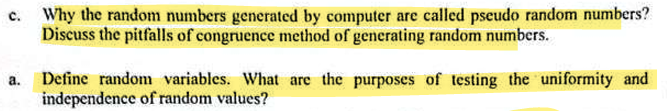 c. Why the random numbers generated by computer are called pseudo random numbers?
Discuss the pitfalls of congruence method of generating random numbers.
a. Define random variables. What are the purposes of testing the uniformity and
independence of random values?